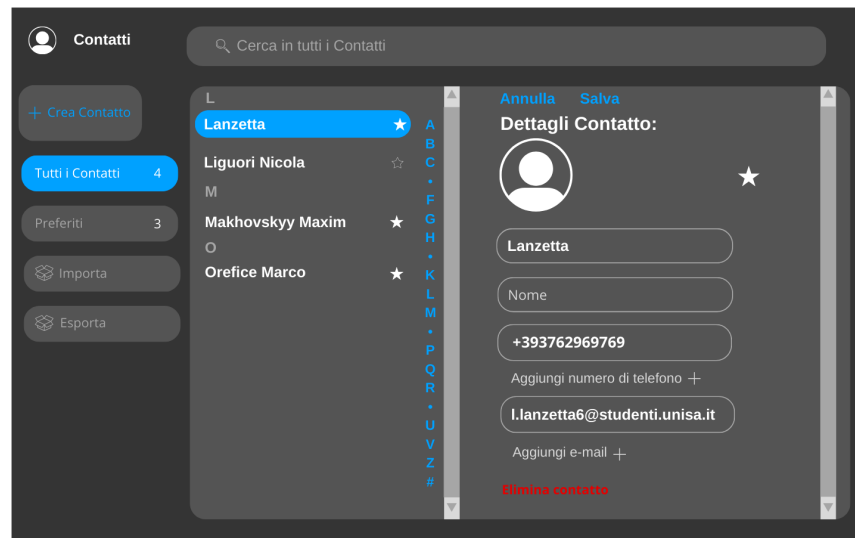 Contatti
Cerca in tutti i Contatti
+ Crea Contatto
Tutti i Contatti 4
Preferiti 3
Importa
Esporta
L
Lanzetta
Liguori Nicola
M
Makhovskyy Maxim
O
Orefice Marco
A
B
C
•
F
G
H
•
K
L
M
•
P
Q
R
•
U
V
Z
#
Annulla Salva
Dettagli Contatto:
Lanzetta
Nome
+393762969769
Aggiungi numero di telefono +
l.lanzetta6@studenti.unisa.it
Aggiungi e-mail +
Elimina contatto